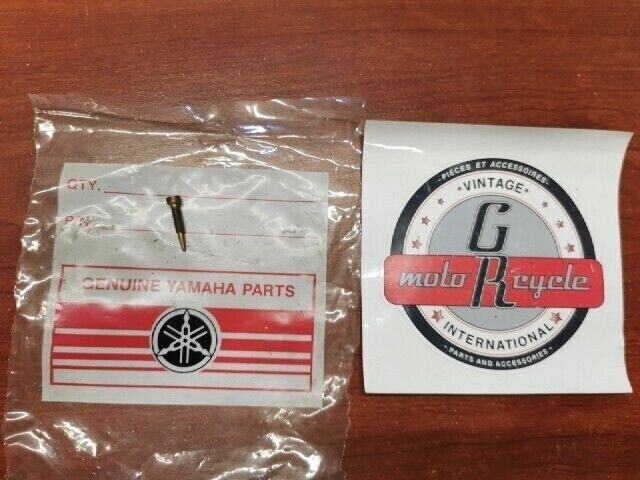 QTY.
P.N.
GENUINE YAMAHA PARTS
-PIÈCES ET ACCESSOIRES-
•VINTAGE•
G
moto R cycle
INTERNATIONAL
-PARTS AND ACCESSORIES-